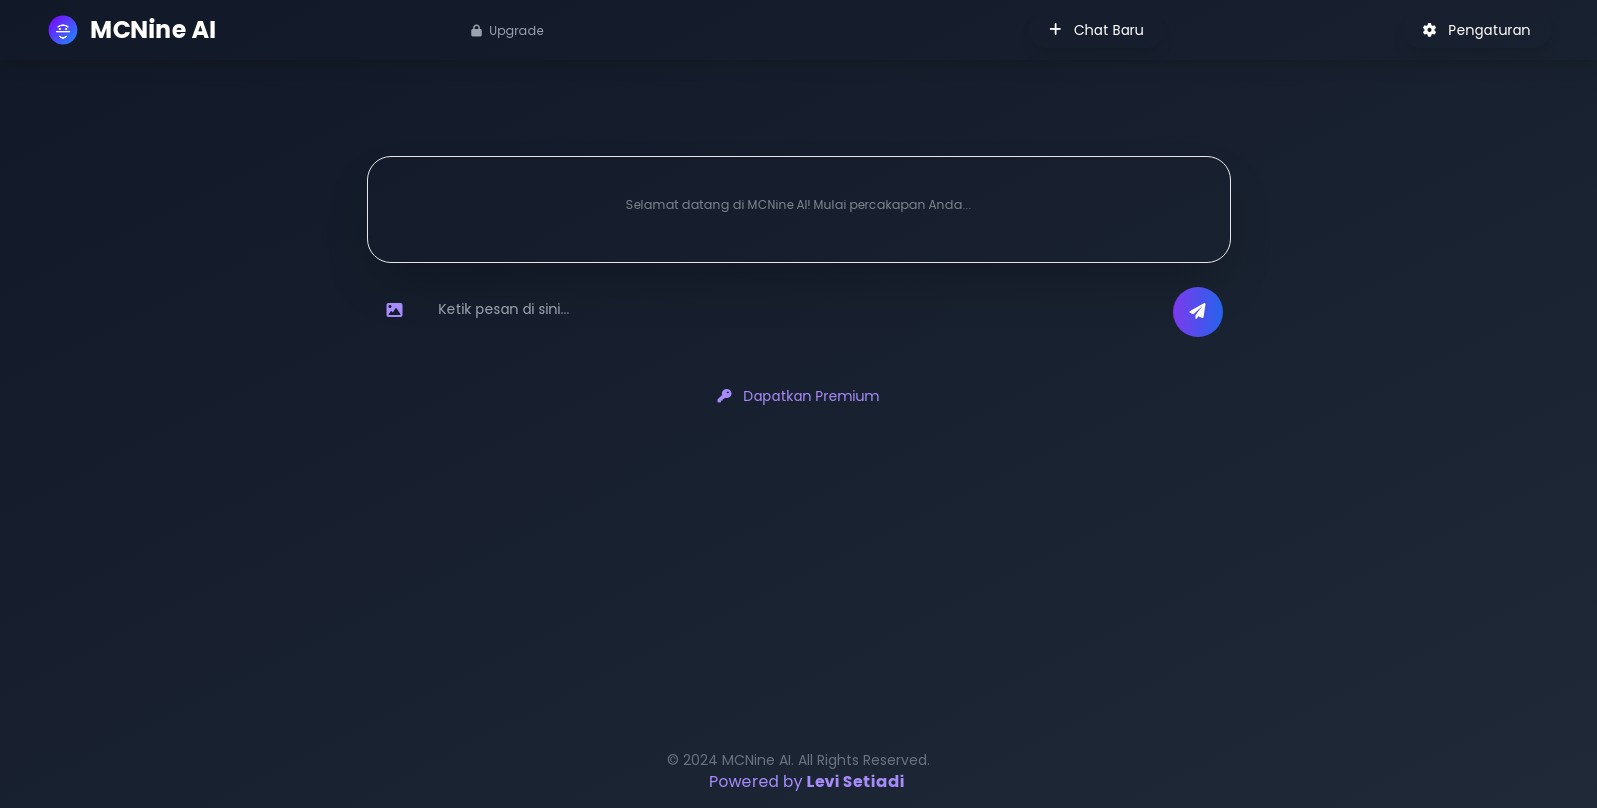 MCNine AI
Upgrade
Chat Baru
Pengaturan
Selamat datang di MCNine AI! Mulai percakapan Anda...
Ketik pesan di sini...
Dapatkan Premium
© 2024 MCNine AI. All Rights Reserved.
Powered by Levi Setiadi